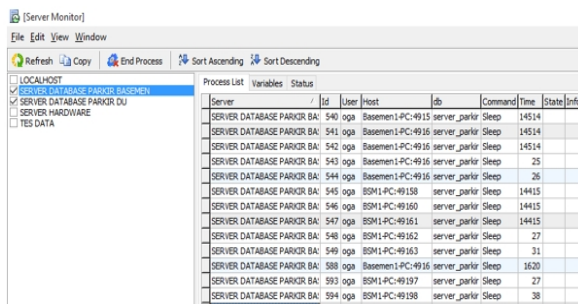 [Server Monitor]
File Edit View Window
Refresh Copy End Process Sort Ascending Sort Descending
LOCALHOST
SERVER DATABASE PARKIR BASEMEN
SERVER DATABASE PARKIR DU
SERVER HARDWARE
TES DATA
Process List Variables Status
Server / Id User Host db Command Time State Info
SERVER DATABASE PARKIR BA: 540 oga Basemen1-PC:4915 server_parkir Sleep 14514
SERVER DATABASE PARKIR BA: 541 oga Basemen1-PC:4916 server_parkir Sleep 14514
SERVER DATABASE PARKIR BA: 542 oga Basemen1-PC:4916 server_parkir Sleep 14514
SERVER DATABASE PARKIR BA: 543 oga Basemen1-PC:4916 server_parkir Sleep 25
SERVER DATABASE PARKIR BA: 544 oga Basemen1-PC:4916 server_parkir Sleep 26
SERVER DATABASE PARKIR BA: 545 oga BSM1-PC:49158 server_parkir Sleep 14415
SERVER DATABASE PARKIR BA: 546 oga BSM1-PC:49160 server_parkir Sleep 14415
SERVER DATABASE PARKIR BA: 547 oga BSM1-PC:49161 server_parkir Sleep 14415
SERVER DATABASE PARKIR BA: 548 oga BSM1-PC:49162 server_parkir Sleep 27
SERVER DATABASE PARKIR BA: 549 oga BSM1-PC:49163 server_parkir Sleep 31
SERVER DATABASE PARKIR BA: 588 oga Basemen1-PC:4916 server_parkir Sleep 1620
SERVER DATABASE PARKIR BA: 593 oga BSM1-PC:49197 server_parkir Sleep 27
SERVER DATABASE PARKIR BA: 594 oga BSM1-PC:49198 server_parkir Sleep 38